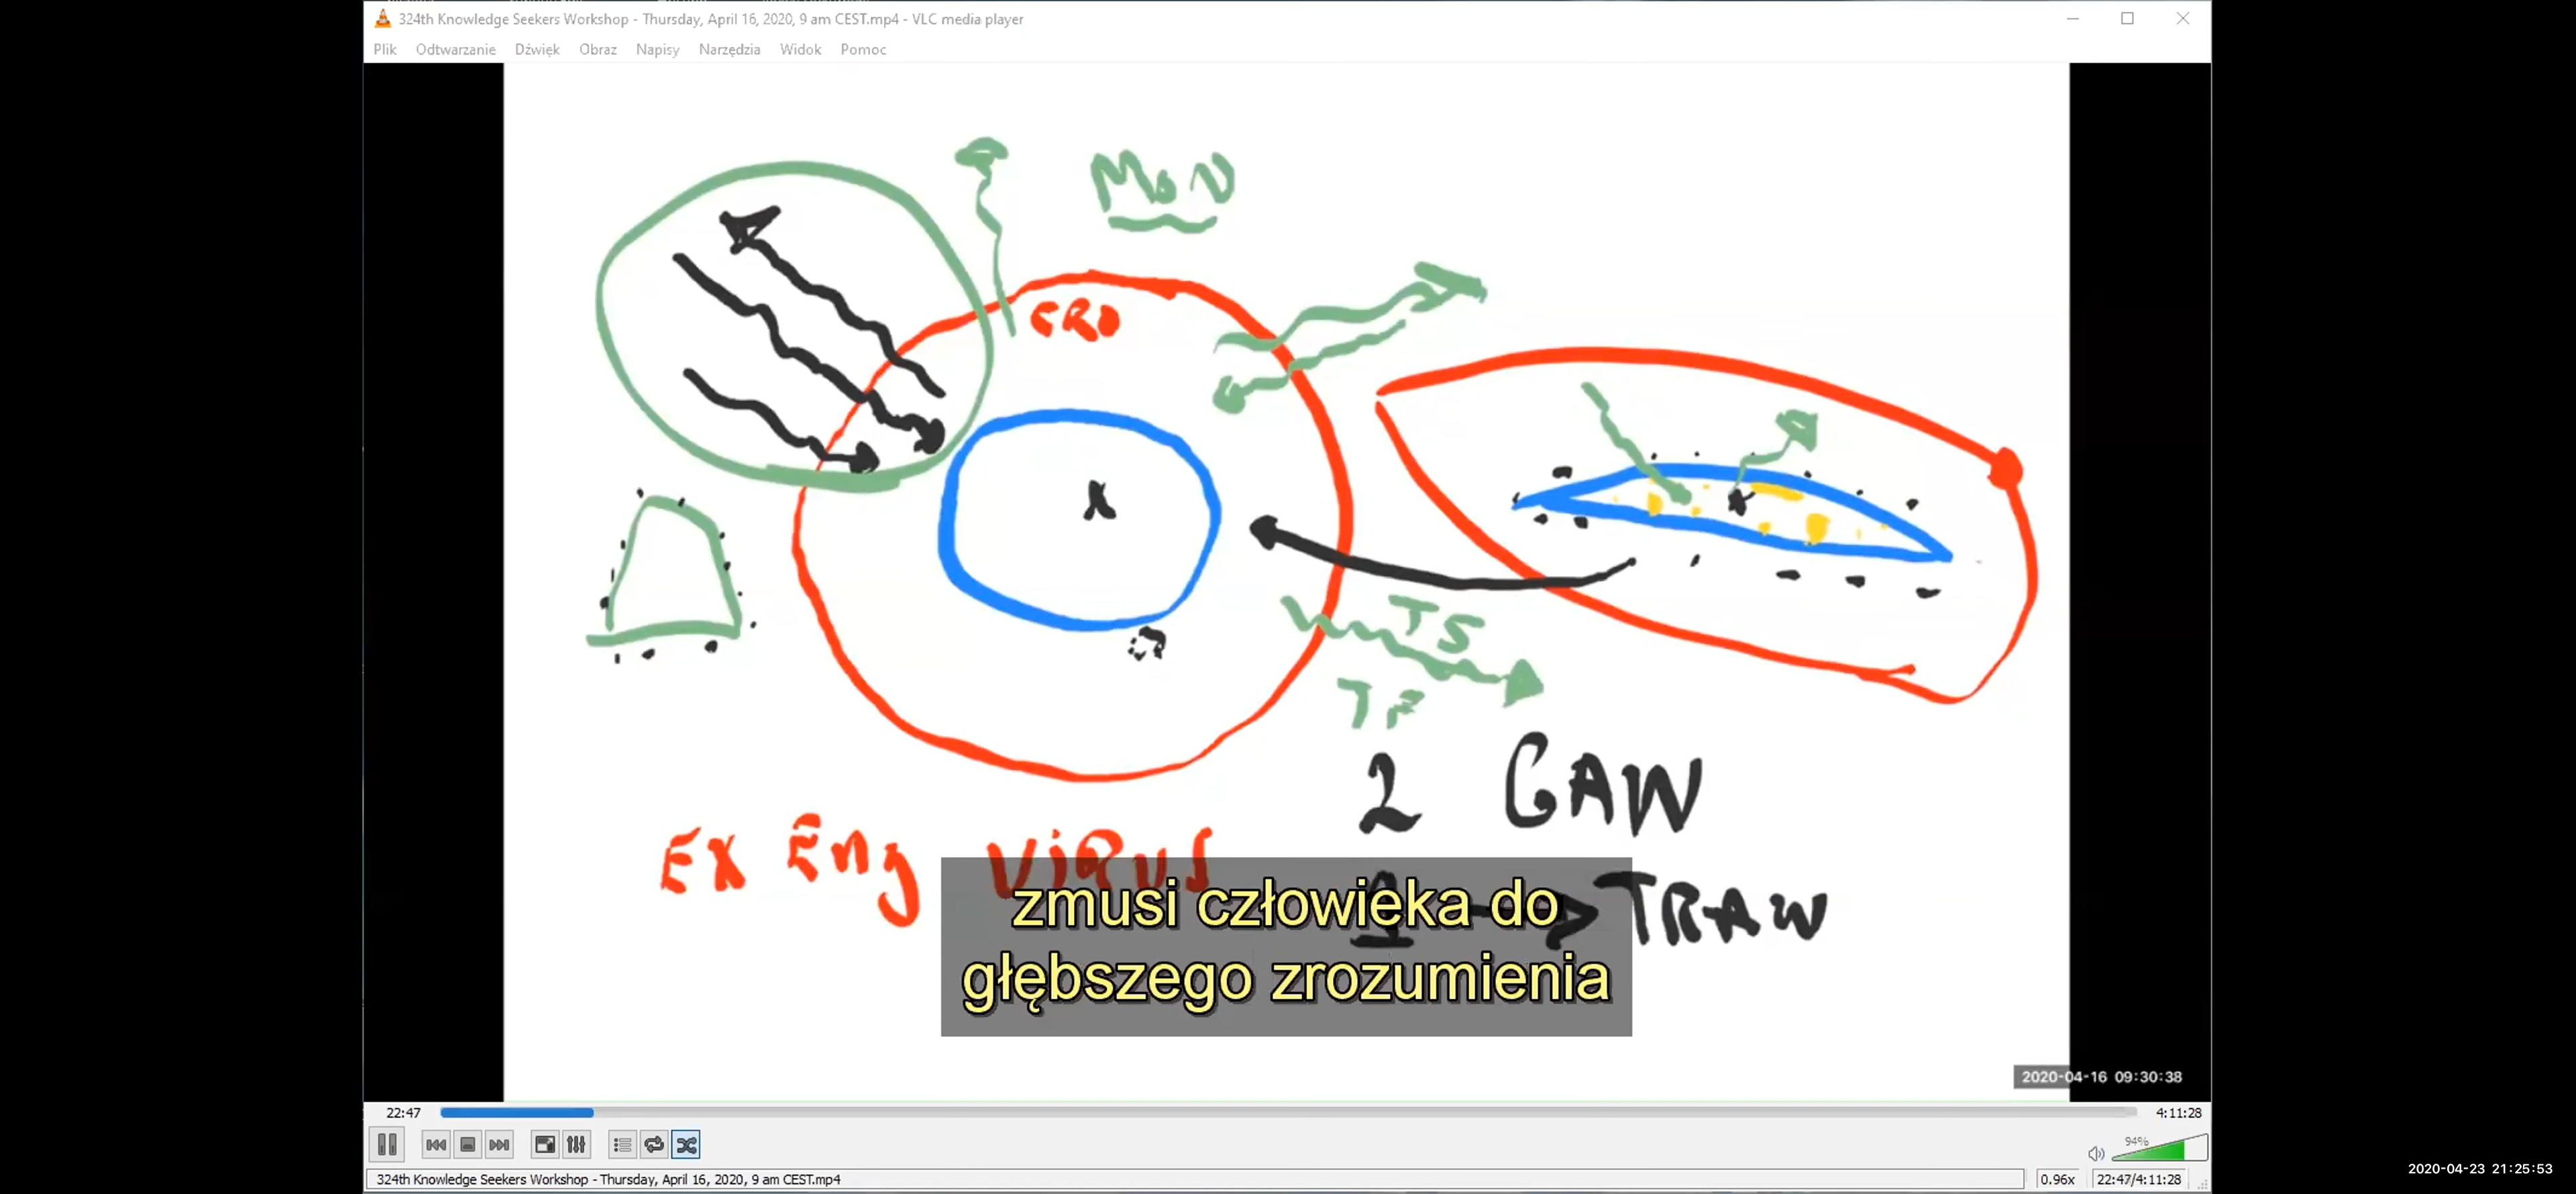 324th Knowledge Seekers Workshop - Thursday, April 16, 2020, 9 am CEST.mp4 - VLC media player
Plik Odtwarzanie Dźwięk Obraz Napisy Narzędzia Widok Pomoc
MoN
ERO
X
TS
TF
2 GAW
EX Eng VIRUS
TRAW
zmusi człowieka do
głębszego zrozumienia
2020-04-16 09:30:38
22:47 4:11:28
94%
324th Knowledge Seekers Workshop - Thursday, April 16, 2020, 9 am CEST.mp4 0.96x 22:47/4:11:28
2020-04-23 21:25:53